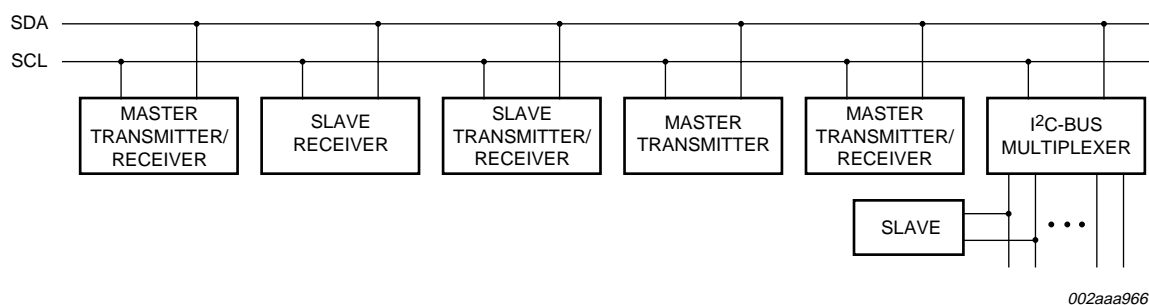 SDA
SCL
MASTER
TRANSMITTER/
RECEIVER
SLAVE
RECEIVER
SLAVE
TRANSMITTER/
RECEIVER
MASTER
TRANSMITTER
MASTER
TRANSMITTER/
RECEIVER
I²C-BUS
MULTIPLEXER
SLAVE
002aaa966